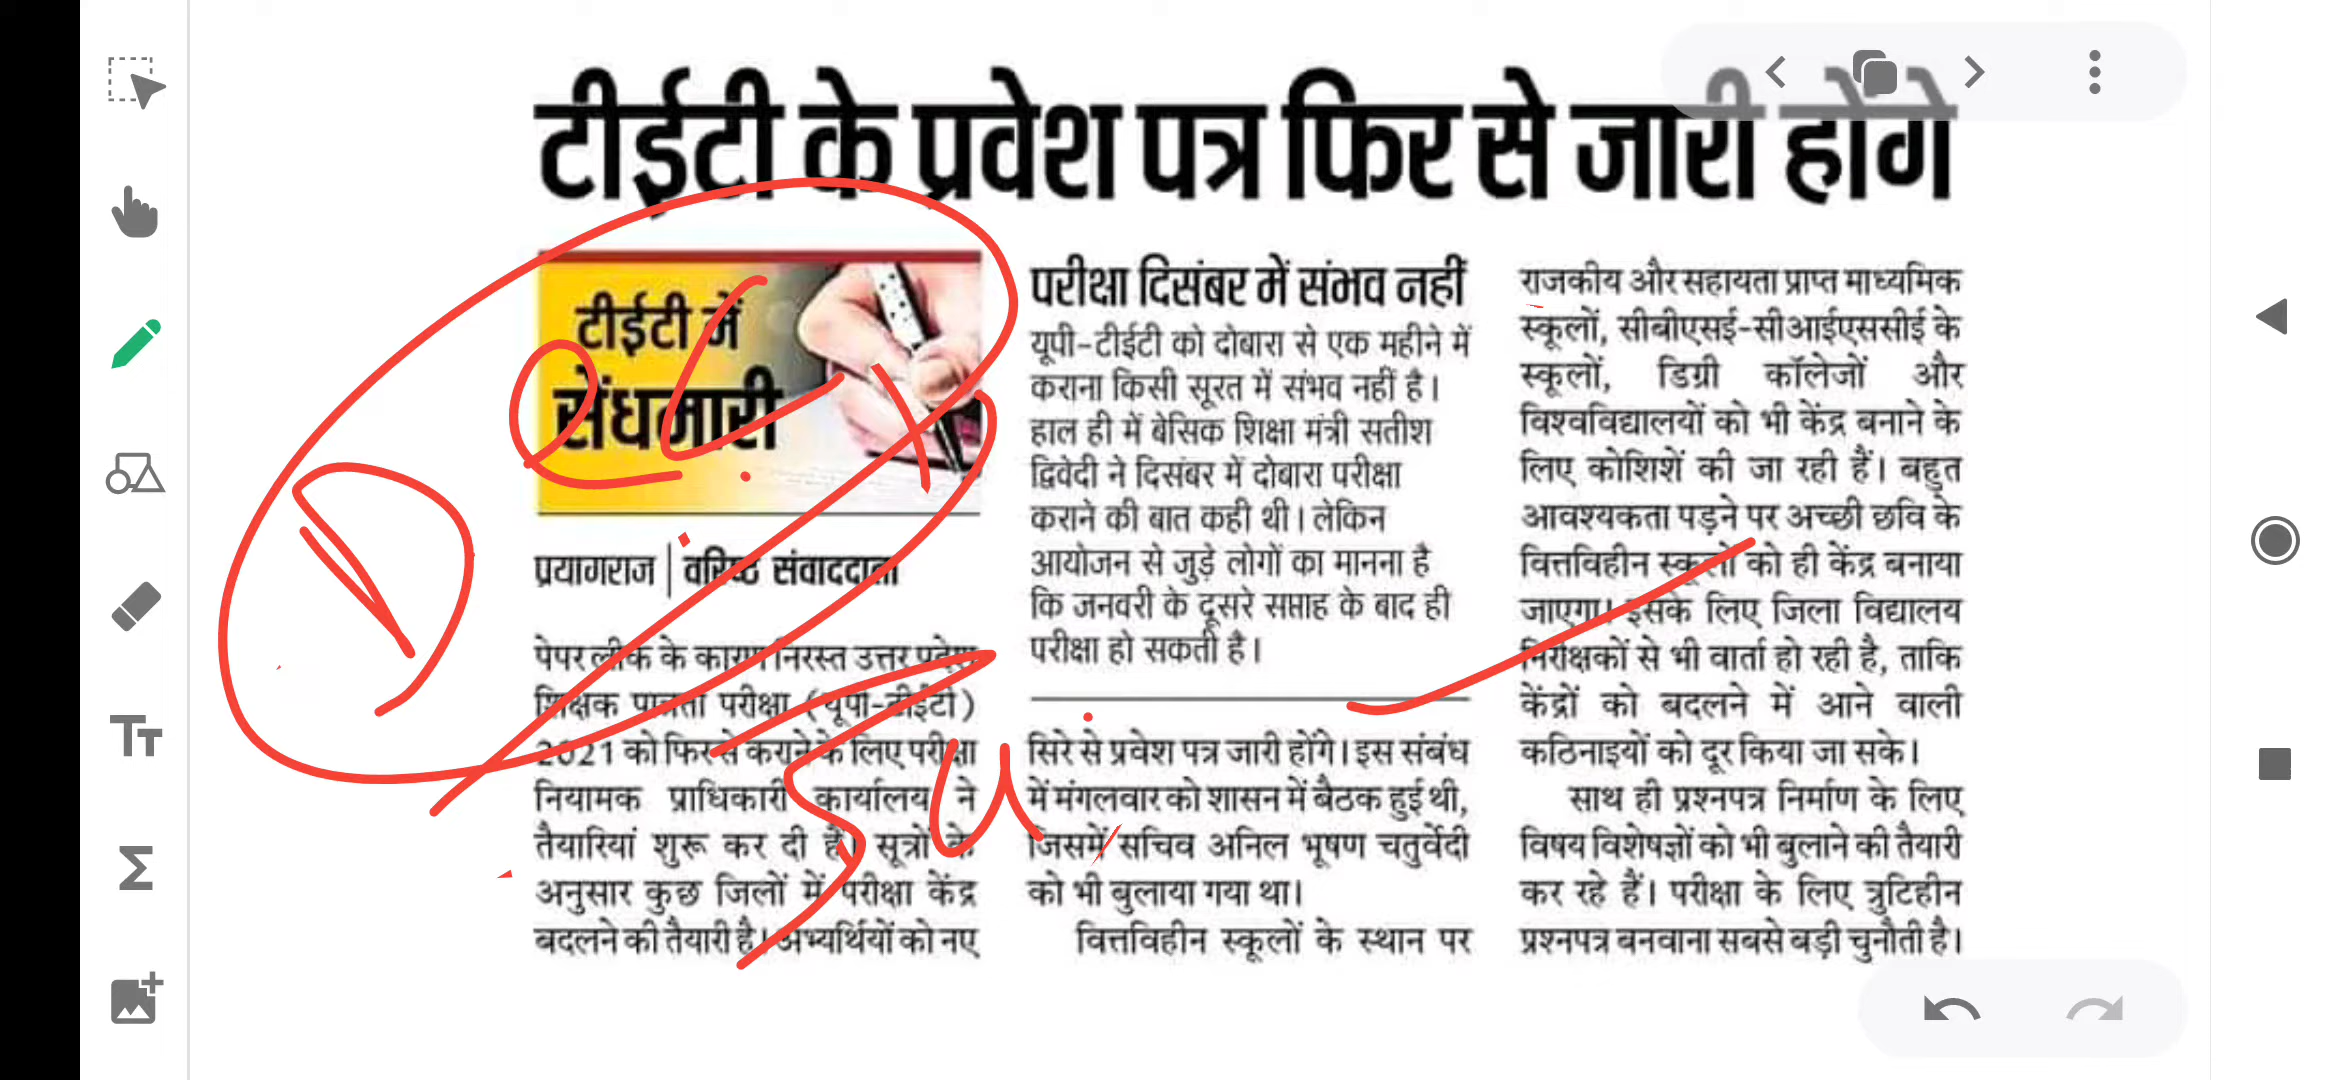 टीईटी के प्रवेश पत्र फिर से जारी होंगे
टीईटी में
सेंधमारी
प्रयागराज | वरिष्ठ संवाददाता
पेपर लीक के कारण निरस्त उत्तर प्रदेश
शिक्षक पात्रता परीक्षा (यूपी-टीईटी)
2021 को फिर से कराने के लिए परीक्षा
नियामक प्राधिकारी कार्यालय ने
तैयारियां शुरू कर दी हैं। सूत्रों के
अनुसार कुछ जिलों में परीक्षा केंद्र
बदलने की तैयारी है। अभ्यर्थियों को नए
परीक्षा दिसंबर में संभव नहीं
यूपी-टीईटी को दोबारा से एक महीने में
कराना किसी सूरत में संभव नहीं है।
हाल ही में बेसिक शिक्षा मंत्री सतीश
द्विवेदी ने दिसंबर में दोबारा परीक्षा
कराने की बात कही थी। लेकिन
आयोजन से जुड़े लोगों का मानना है
कि जनवरी के दूसरे सप्ताह के बाद ही
परीक्षा हो सकती है।
सिरे से प्रवेश पत्र जारी होंगे। इस संबंध
में मंगलवार को शासन में बैठक हुई थी,
जिसमें सचिव अनिल भूषण चतुर्वेदी
को भी बुलाया गया था।
वित्तविहीन स्कूलों के स्थान पर
राजकीय और सहायता प्राप्त माध्यमिक
स्कूलों, सीबीएसई-सीआईएससीई के
स्कूलों, डिग्री कॉलेजों और
विश्वविद्यालयों को भी केंद्र बनाने के
लिए कोशिशें की जा रही हैं। बहुत
आवश्यकता पड़ने पर अच्छी छवि के
वित्तविहीन स्कूलों को ही केंद्र बनाया
जाएगा। इसके लिए जिला विद्यालय
निरीक्षकों से भी वार्ता हो रही है, ताकि
केंद्रों को बदलने में आने वाली
कठिनाइयों को दूर किया जा सके।
साथ ही प्रश्नपत्र निर्माण के लिए
विषय विशेषज्ञों को भी बुलाने की तैयारी
कर रहे हैं। परीक्षा के लिए त्रुटिहीन
प्रश्नपत्र बनवाना सबसे बड़ी चुनौती है।